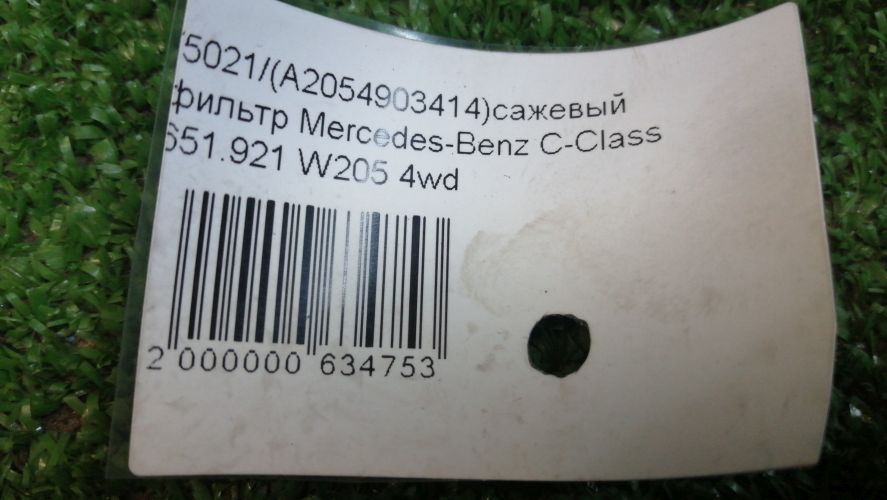 5021/(A2054903414)сажевый
фильтр Mercedes-Benz C-Class
651.921 W205 4wd
2 000000 634753